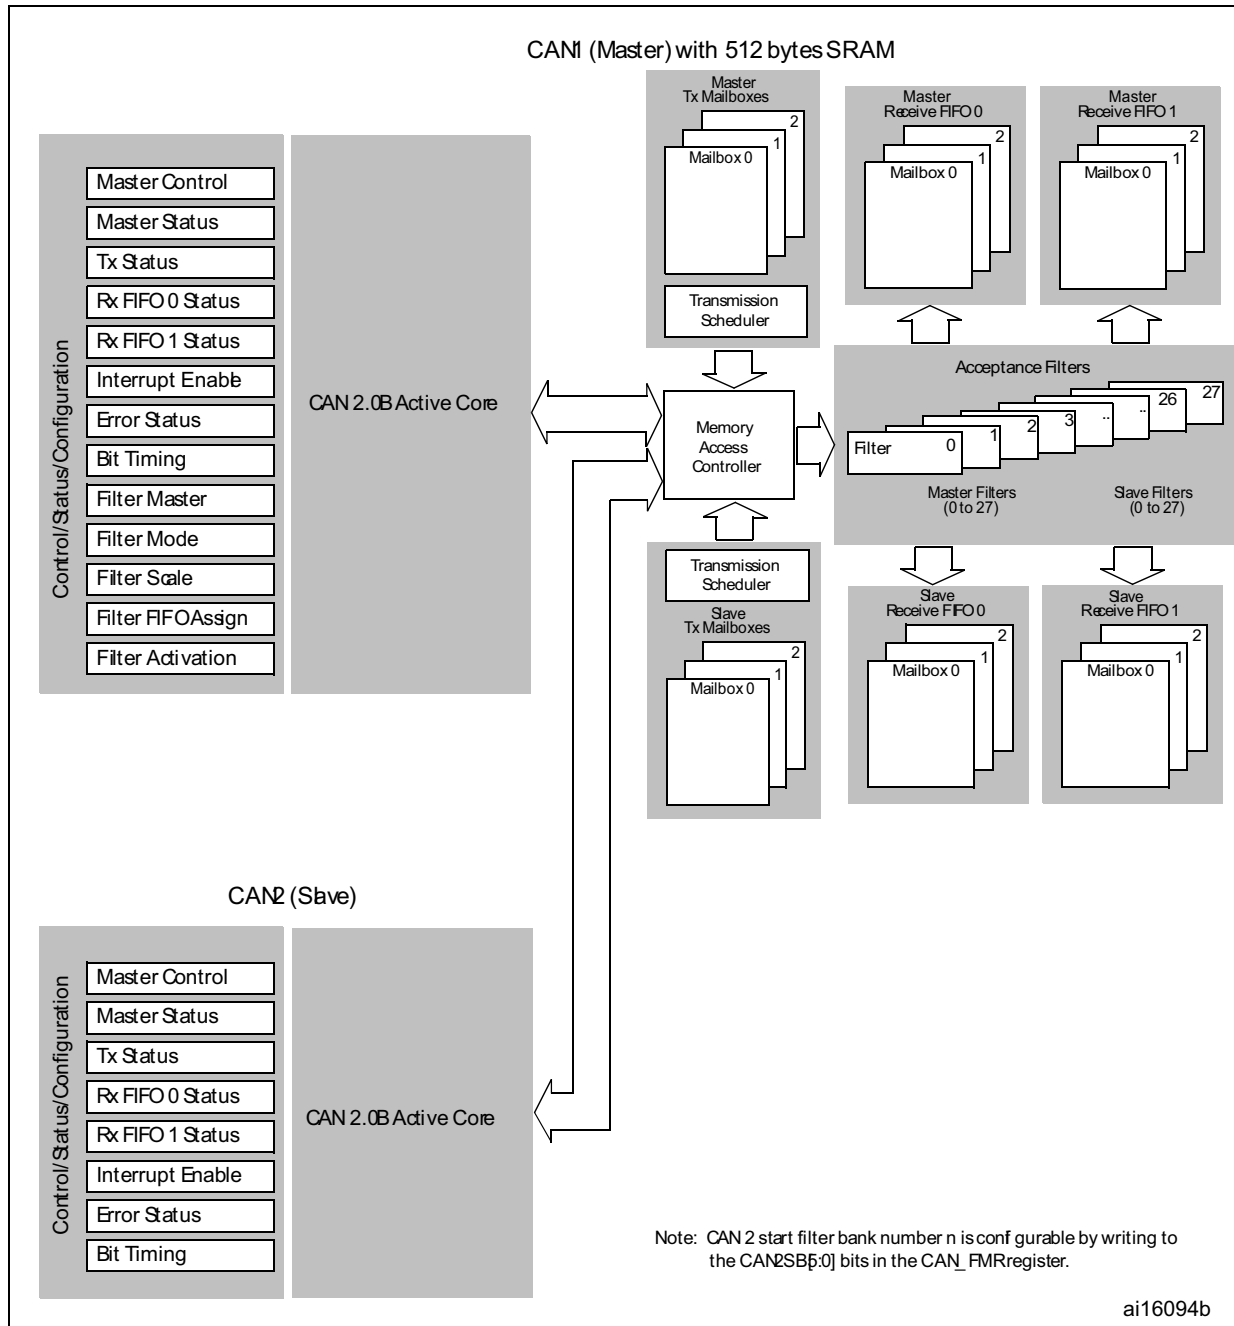 CAN1 (Master) with 512 bytes SRAM
Master
Tx Mailboxes
2
1
Mailbox 0
Transmission
Scheduler
Master
Receive FIFO 0
2
1
Mailbox 0
Master
Receive FIFO 1
2
1
Mailbox 0
Control/Status/Configuration
Master Control
Master Status
Tx Status
Rx FIFO 0 Status
Rx FIFO 1 Status
Interrupt Enable
Error Status
Bit Timing
Filter Master
Filter Mode
Filter Scale
Filter FIFO Assign
Filter Activation
CAN 2.0B Active Core
Memory
Access
Controller
Acceptance Filters
Filter 0
1
2
3
..
..
26
27
Master Filters
(0 to 27)
Slave Filters
(0 to 27)
Transmission
Scheduler
Slave
Tx Mailboxes
2
1
Mailbox 0
Slave
Receive FIFO 0
2
1
Mailbox 0
Slave
Receive FIFO 1
2
1
Mailbox 0
CAN2 (Slave)
Control/Status/Configuration
Master Control
Master Status
Tx Status
Rx FIFO 0 Status
Rx FIFO 1 Status
Interrupt Enable
Error Status
Bit Timing
CAN 2.0B Active Core
Note: CAN 2 start filter bank number n is configurable by writing to
the CAN2SB[5:0] bits in the CAN_FMR register.
ai16094b